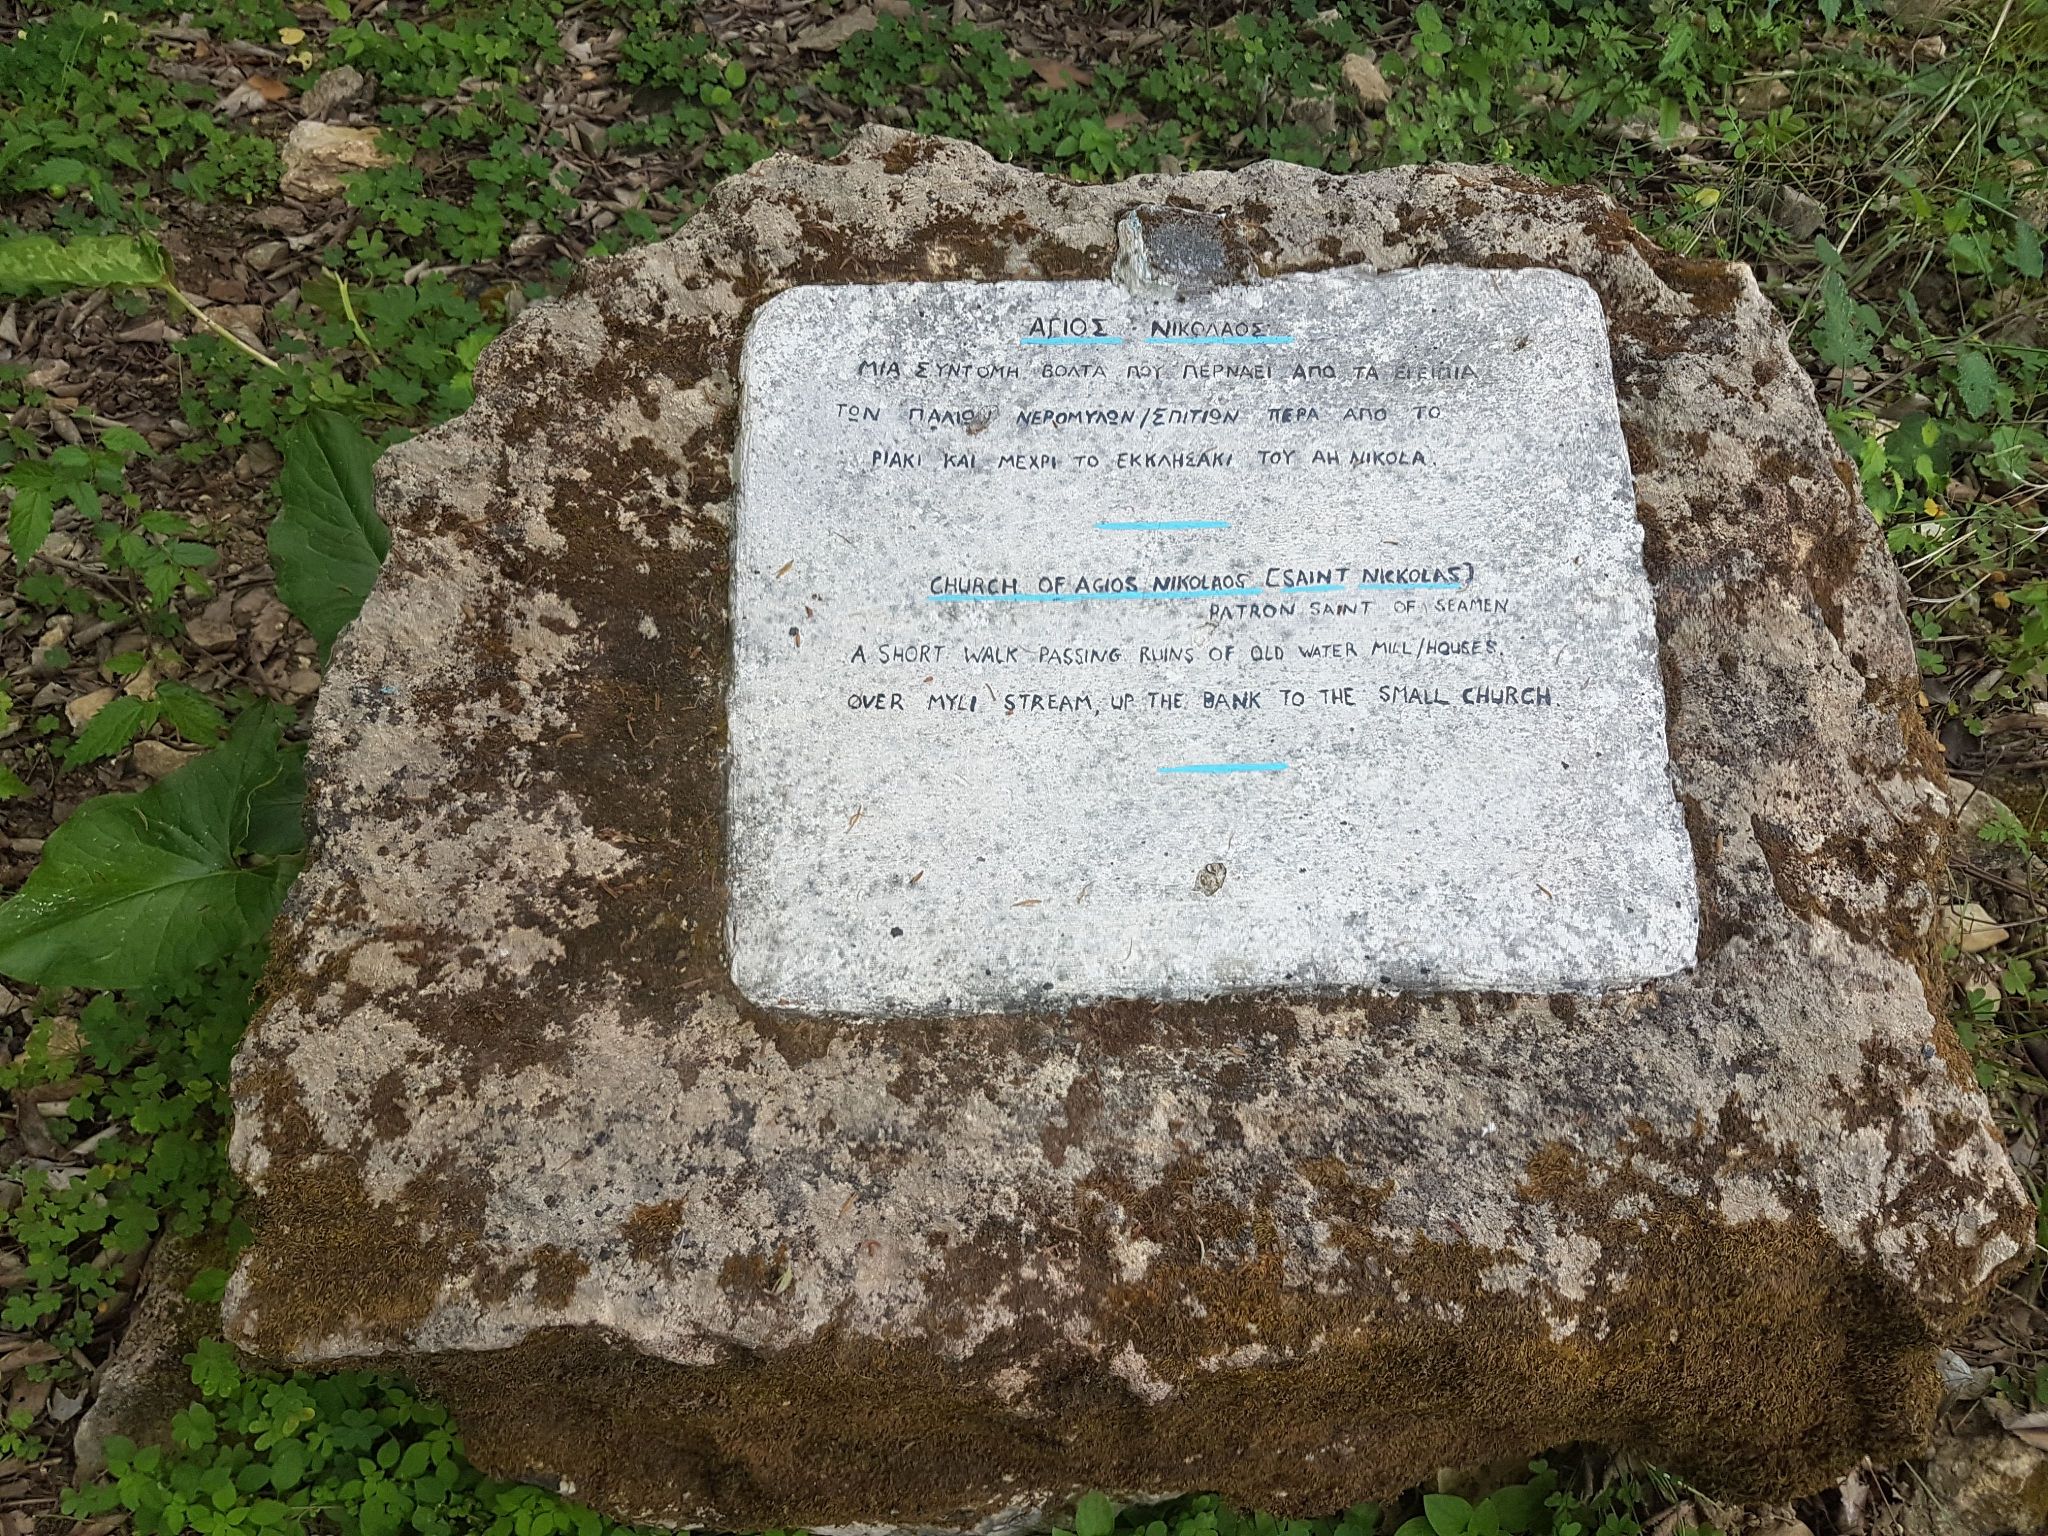 ΑΓΙΟΣ · ΝΙΚΟΛΑΟΣ
ΜΙΑ ΣΥΝΤΟΜΗ ΒΟΛΤΑ ΠΟΥ ΠΕΡΝΑΕΙ ΑΠΟ ΤΑ
ΤΩΝ ΠΑΛΙΩΝ ΝΕΡΟΜΥΛΩΝ/ΣΠΙΤΙΩΝ ΠΕΡΑ ΑΠΟ ΤΟ
ΡΙΑΚΙ ΚΑΙ ΜΕΧΡΙ ΤΟ ΕΚΚΛΗΣΑΚΙ ΤΟΥ ΑΗ ΝΙΚΟΛΑ.
CHURCH OF AGIOS NIKOLAOS [SAINT NICKOLAS]
PATRON SAINT OF SEAMEN
A SHORT WALK PASSING RUINS OF OLD WATER MILL/HOUSES.
OVER MYLI STREAM, UP THE BANK TO THE SMALL CHURCH.